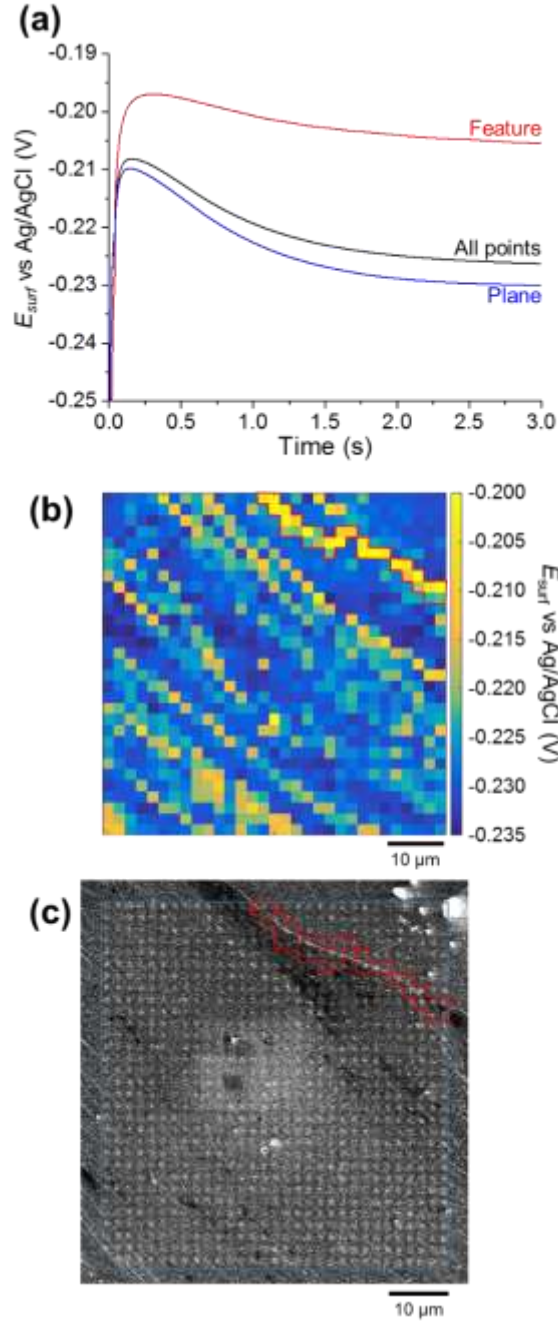 (a)
-0.19
-0.20
-0.21
-0.22
-0.23
-0.24
-0.25
E_surf vs Ag/AgCl (V)
Feature
All points
Plane
0.0 0.5 1.0 1.5 2.0 2.5 3.0
Time (s)
(b)
-0.200
-0.205
-0.210
-0.215
-0.220
-0.225
-0.230
-0.235
E_surf vs Ag/AgCl (V)
10 µm
(c)
10 µm